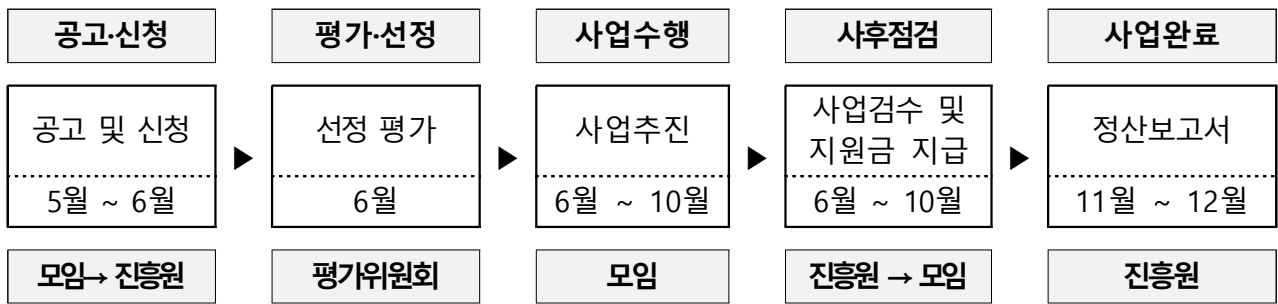 공고·신청
평가·선정
사업수행
사후점검
사업완료
공고 및 신청
5월 ~ 6월
▶
선정 평가
6월
▶
사업추진
6월 ~ 10월
▶
사업검수 및
지원금 지급
6월 ~ 10월
▶
정산보고서
11월 ~ 12월
모임→ 진흥원
평가위원회
모임
진흥원 → 모임
진흥원